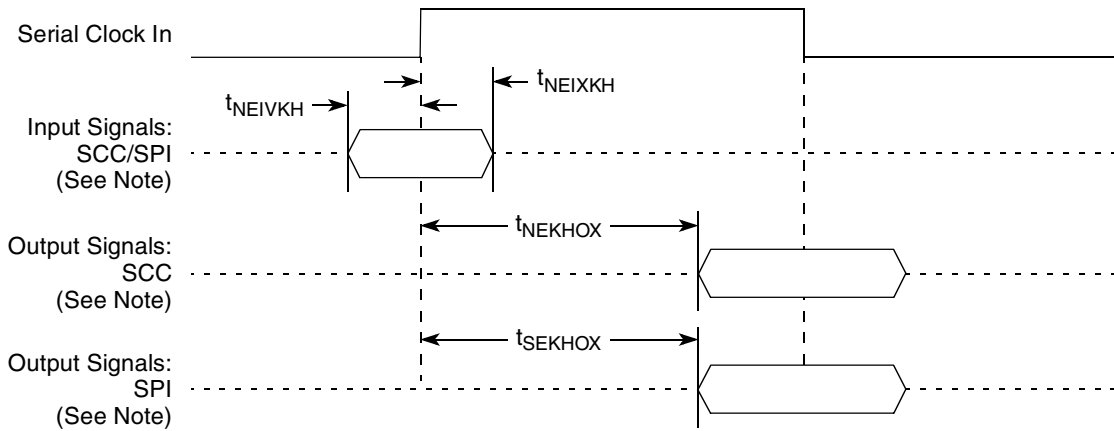 Serial Clock In
tNEIXKH
tNEIVKH
Input Signals:
SCC/SPI
(See Note)
tNEKHOX
Output Signals:
SCC
(See Note)
tSEKHOX
Output Signals:
SPI
(See Note)